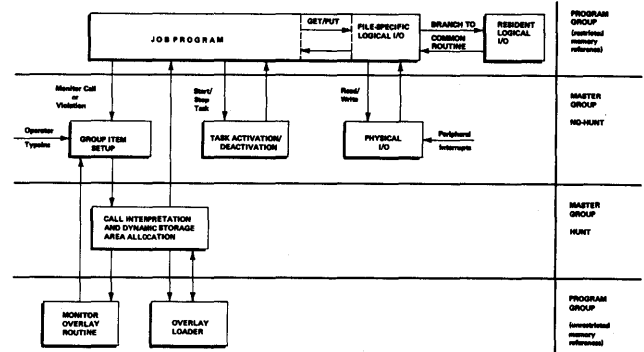 GET/PUT
JOB PROGRAM
FILE-SPECIFIC
LOGICAL I/O
BRANCH TO
COMMON
ROUTINE
RESIDENT
LOGICAL
I/O
PROGRAM
GROUP
(restricted
memory
reference)
Monitor Call
or
Violation
Start/
Stop
Task
Read/
Write
MASTER
GROUP
NO-HUNT
Operator
Typeins
GROUP ITEM
SETUP
TASK ACTIVATION/
DEACTIVATION
PHYSICAL
I/O
Peripheral
Interrupts
CALL INTERPRETATION
AND DYNAMIC STORAGE
AREA ALLOCATION
MASTER
GROUP
HUNT
MONITOR
OVERLAY
ROUTINE
OVERLAY
LOADER
PROGRAM
GROUP
(unrestricted
memory
references)